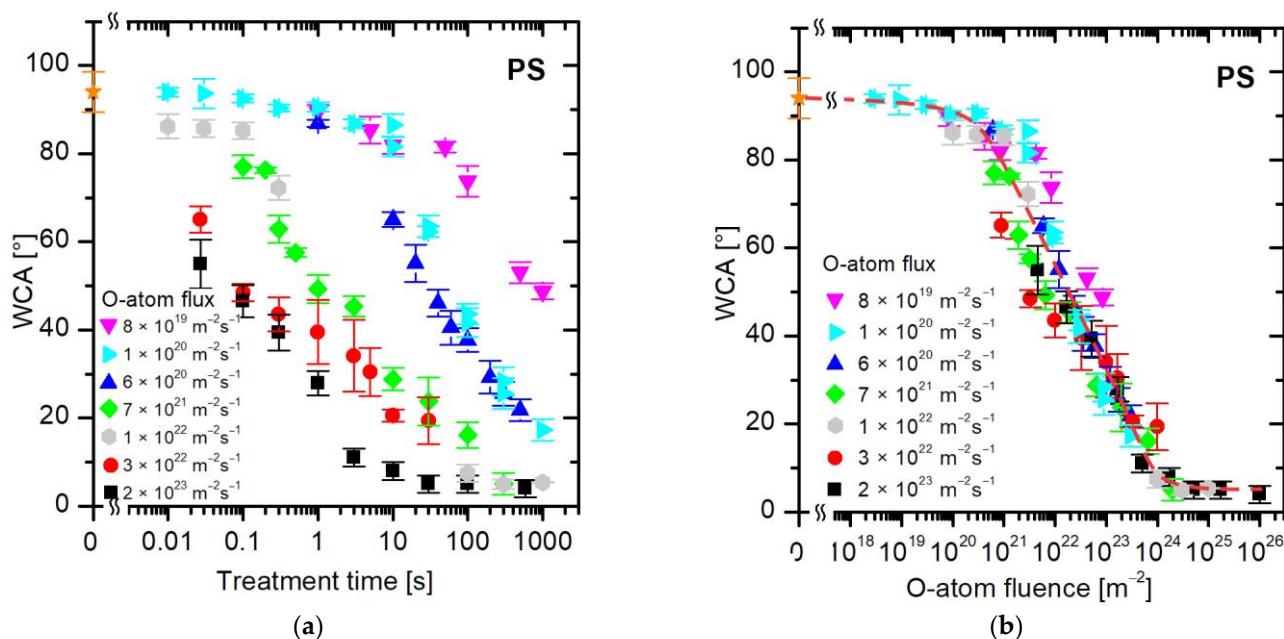 PS
WCA [°]
100
80
60
40
20
0
O-atom flux
8 × 10¹⁹ m⁻²s⁻¹
1 × 10²⁰ m⁻²s⁻¹
6 × 10²⁰ m⁻²s⁻¹
7 × 10²¹ m⁻²s⁻¹
1 × 10²² m⁻²s⁻¹
3 × 10²² m⁻²s⁻¹
2 × 10²³ m⁻²s⁻¹
0 0.01 0.1 1 10 100 1000
Treatment time [s]
(a)
PS
WCA [°]
100
80
60
40
20
0
O-atom flux
8 × 10¹⁹ m⁻²s⁻¹
1 × 10²⁰ m⁻²s⁻¹
6 × 10²⁰ m⁻²s⁻¹
7 × 10²¹ m⁻²s⁻¹
1 × 10²² m⁻²s⁻¹
3 × 10²² m⁻²s⁻¹
2 × 10²³ m⁻²s⁻¹
0 10¹⁸ 10¹⁹ 10²⁰ 10²¹ 10²² 10²³ 10²⁴ 10²⁵ 10²⁶
O-atom fluence [m⁻²]
(b)